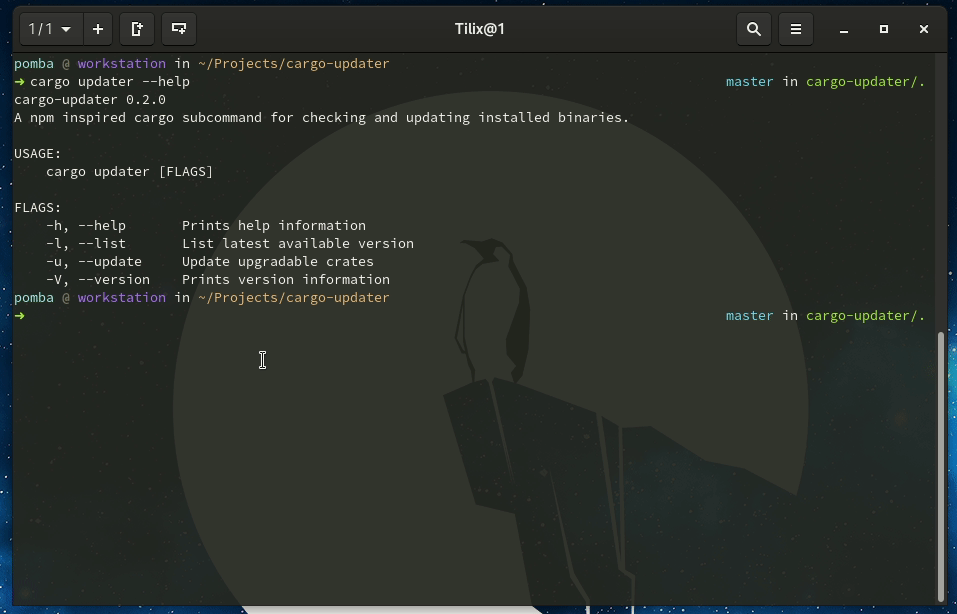 1 / 1
Tilix@1
pomba @ workstation in ~/Projects/cargo-updater
➜ cargo updater --help master in cargo-updater/.
cargo-updater 0.2.0
A npm inspired cargo subcommand for checking and updating installed binaries.
USAGE:
cargo updater [FLAGS]
FLAGS:
-h, --help Prints help information
-l, --list List latest available version
-u, --update Update upgradable crates
-V, --version Prints version information
pomba @ workstation in ~/Projects/cargo-updater
➜ master in cargo-updater/.